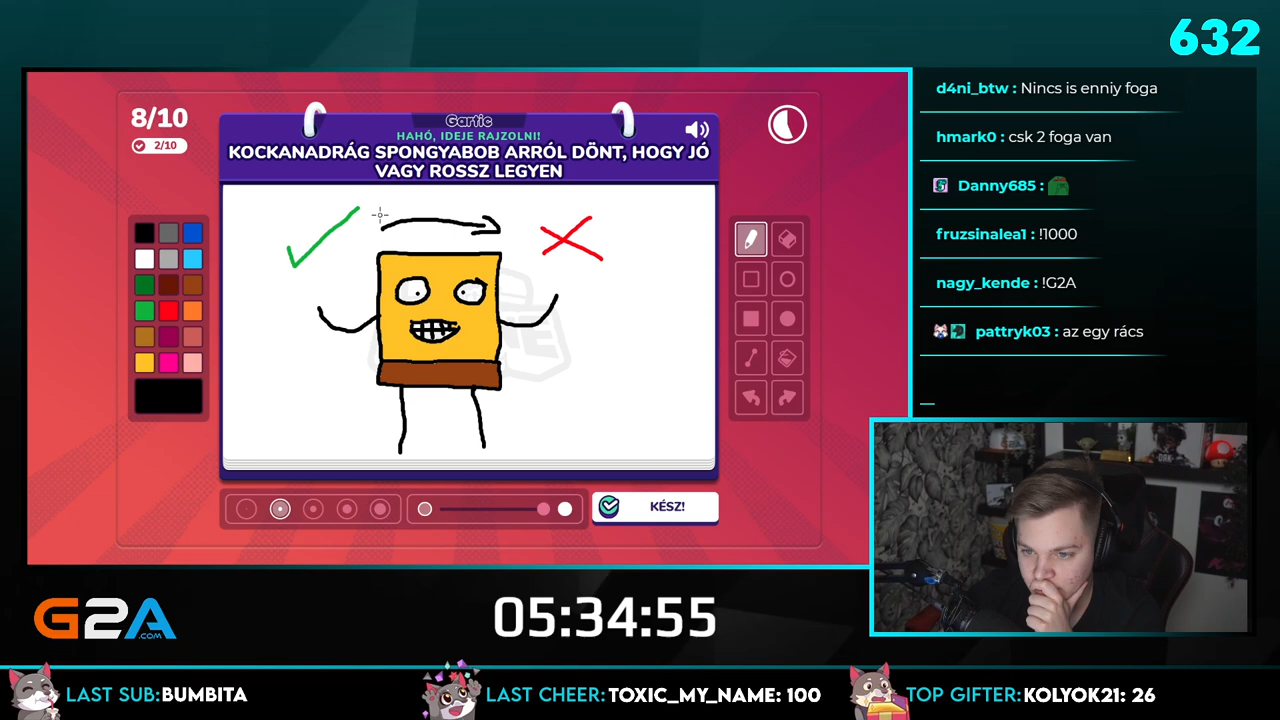 632
8/10
2/10
Gartic
HAHÓ, IDEJE RAJZOLNI!
KOCKANADRÁG SPONGYABOB ARRÓL DÖNT, HOGY JÓ
VAGY ROSSZ LEGYEN
KÉSZ!
d4ni_btw : Nincs is enniy foga
hmark0 : csk 2 foga van
Danny685 :
fruzsinalea1 : !1000
nagy_kende : !G2A
pattryk03 : az egy rács
G2A
.COM
05:34:55
LAST SUB:BUMBITA
LAST CHEER:TOXIC_MY_NAME: 100
TOP GIFTER:KOLYOK21: 26